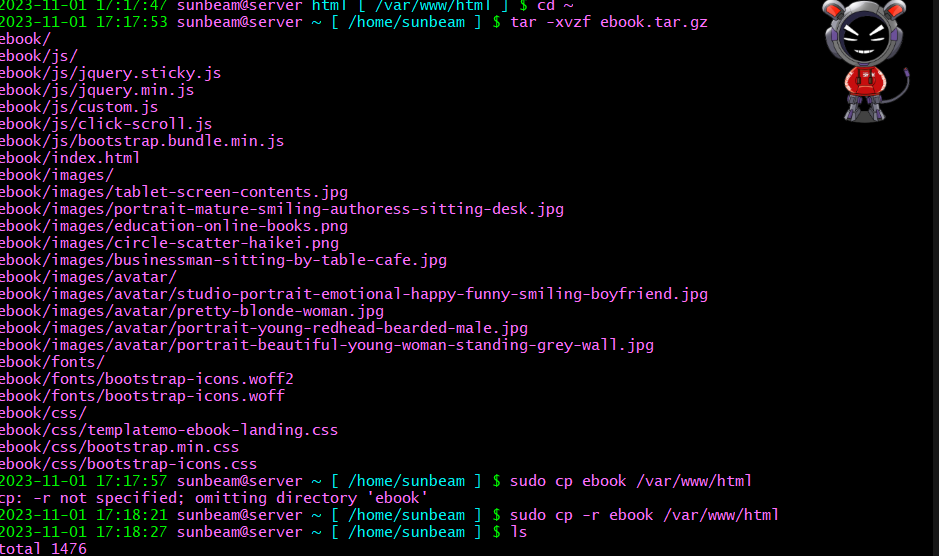 2023-11-01 17:17:47 sunbeam@server html [ /var/www/html ] $ cd ~
2023-11-01 17:17:53 sunbeam@server ~ [ /home/sunbeam ] $ tar -xvzf ebook.tar.gz
ebook/
ebook/js/
ebook/js/jquery.sticky.js
ebook/js/jquery.min.js
ebook/js/custom.js
ebook/js/click-scroll.js
ebook/js/bootstrap.bundle.min.js
ebook/index.html
ebook/images/
ebook/images/tablet-screen-contents.jpg
ebook/images/portrait-mature-smiling-authoress-sitting-desk.jpg
ebook/images/education-online-books.png
ebook/images/circle-scatter-haikei.png
ebook/images/businessman-sitting-by-table-cafe.jpg
ebook/images/avatar/
ebook/images/avatar/studio-portrait-emotional-happy-funny-smiling-boyfriend.jpg
ebook/images/avatar/pretty-blonde-woman.jpg
ebook/images/avatar/portrait-young-redhead-bearded-male.jpg
ebook/images/avatar/portrait-beautiful-young-woman-standing-grey-wall.jpg
ebook/fonts/
ebook/fonts/bootstrap-icons.woff2
ebook/fonts/bootstrap-icons.woff
ebook/css/
ebook/css/templatemo-ebook-landing.css
ebook/css/bootstrap.min.css
ebook/css/bootstrap-icons.css
2023-11-01 17:17:57 sunbeam@server ~ [ /home/sunbeam ] $ sudo cp ebook /var/www/html
cp: -r not specified; omitting directory 'ebook'
2023-11-01 17:18:21 sunbeam@server ~ [ /home/sunbeam ] $ sudo cp -r ebook /var/www/html
2023-11-01 17:18:27 sunbeam@server ~ [ /home/sunbeam ] $ ls
total 1476